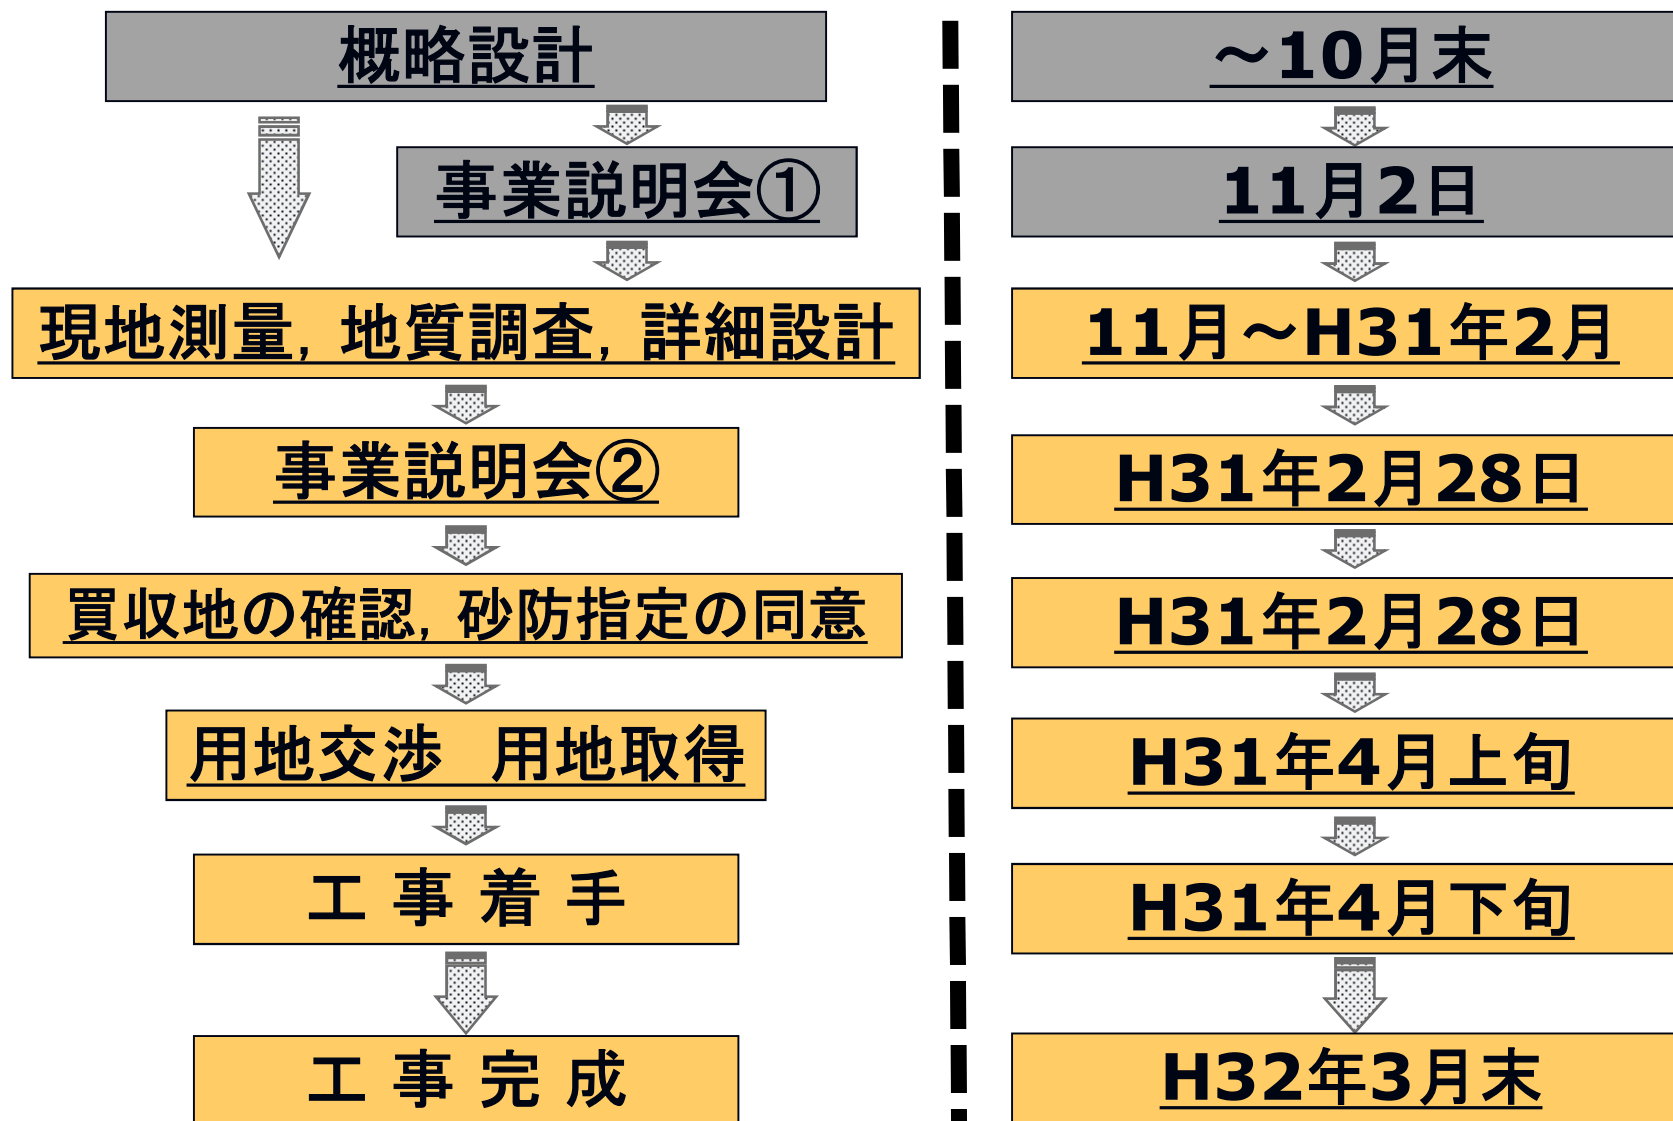 概略設計
～10月末
事業説明会①
11月2日
現地測量，地質調査，詳細設計
11月～H31年2月
事業説明会②
H31年2月28日
買収地の確認，砂防指定の同意
H31年2月28日
用地交渉　用地取得
H31年4月上旬
工 事 着 手
H31年4月下旬
工 事 完 成
H32年3月末